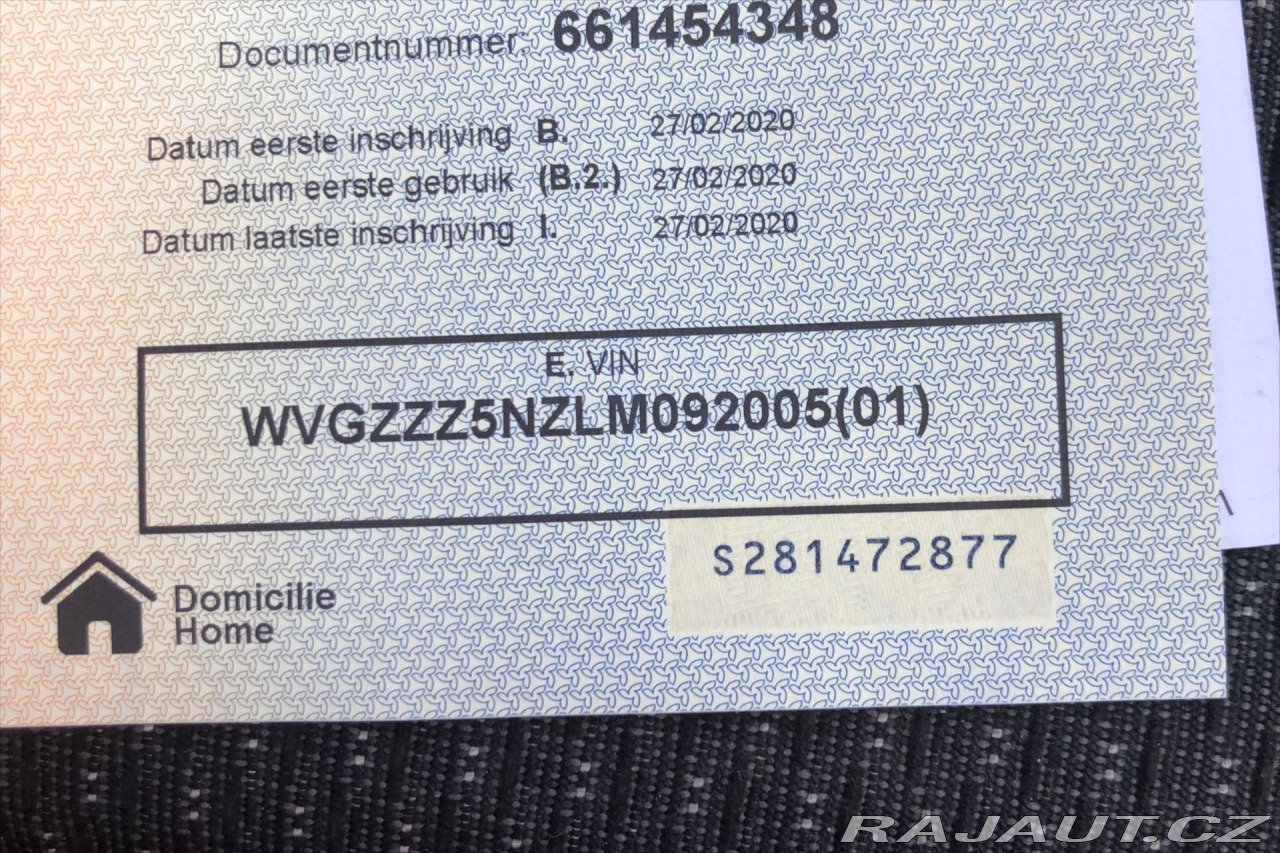 Documentnummer: 661454348
Datum eerste inschrijving B. 27/02/2020
Datum eerste gebruik (B.2.) 27/02/2020
Datum laatste inschrijving I. 27/02/2020
E. VIN
WVGZZZ5NZLM092005(01)
S281472877
Domicilie
Home
RAJAUT.CZ